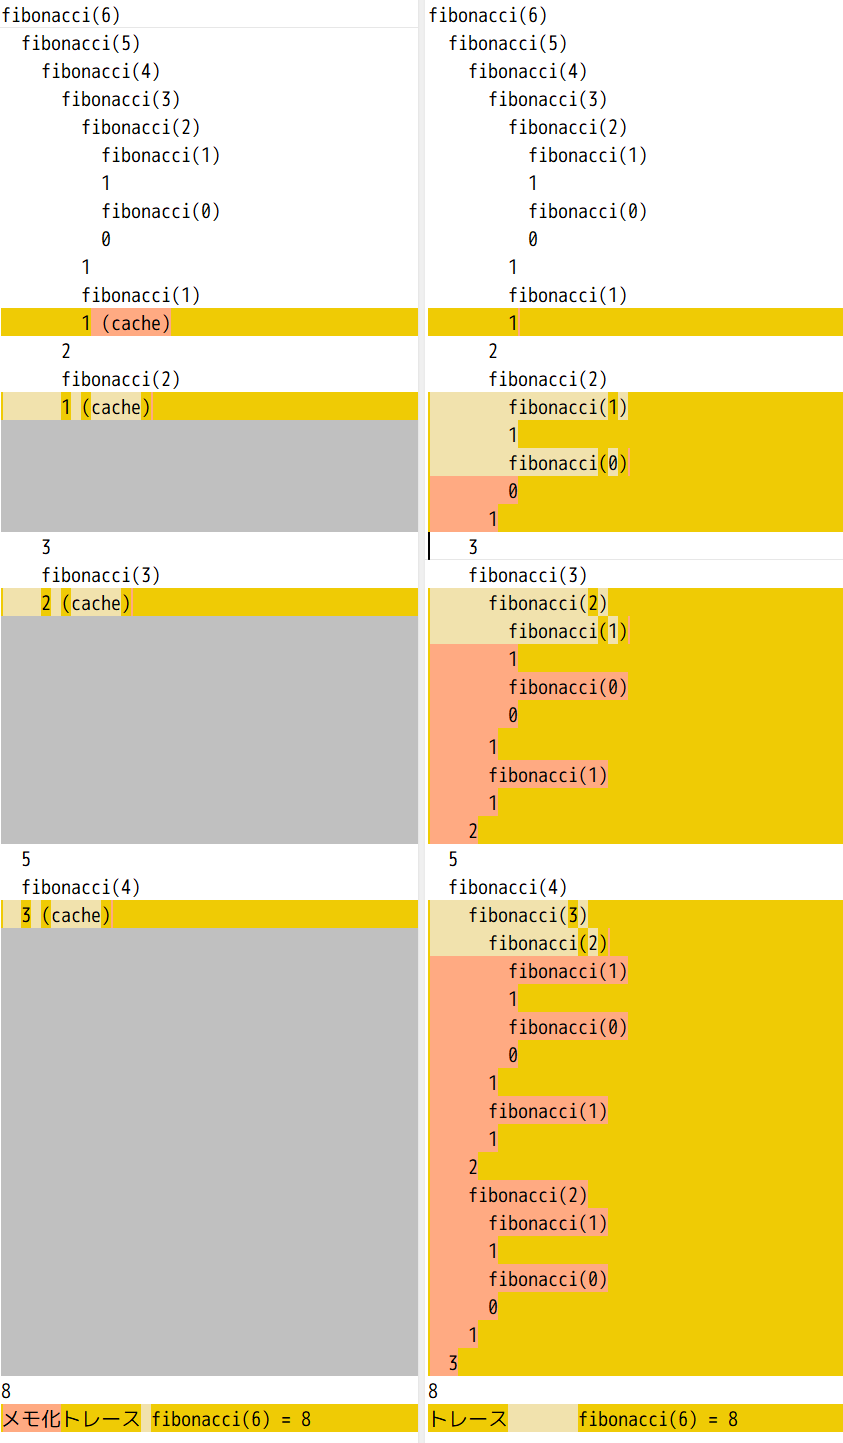 fibonacci(6)
  fibonacci(5)
    fibonacci(4)
      fibonacci(3)
        fibonacci(2)
          fibonacci(1)
          1
          fibonacci(0)
          0
        1
        fibonacci(1)
        1 (cache)
      2
      fibonacci(2)
      1 (cache)
    3
    fibonacci(3)
    2 (cache)
  5
  fibonacci(4)
  3 (cache)
8
メモ化トレース fibonacci(6) = 8
fibonacci(6)
  fibonacci(5)
    fibonacci(4)
      fibonacci(3)
        fibonacci(2)
          fibonacci(1)
          1
          fibonacci(0)
          0
        1
        fibonacci(1)
        1
      2
      fibonacci(2)
        fibonacci(1)
        1
        fibonacci(0)
        0
      1
    3
    fibonacci(3)
      fibonacci(2)
        fibonacci(1)
        1
        fibonacci(0)
        0
      1
      fibonacci(1)
      1
    2
  5
  fibonacci(4)
    fibonacci(3)
      fibonacci(2)
        fibonacci(1)
        1
        fibonacci(0)
        0
      1
      fibonacci(1)
      1
    2
    fibonacci(2)
      fibonacci(1)
      1
      fibonacci(0)
      0
    1
  3
8
トレース       fibonacci(6) = 8